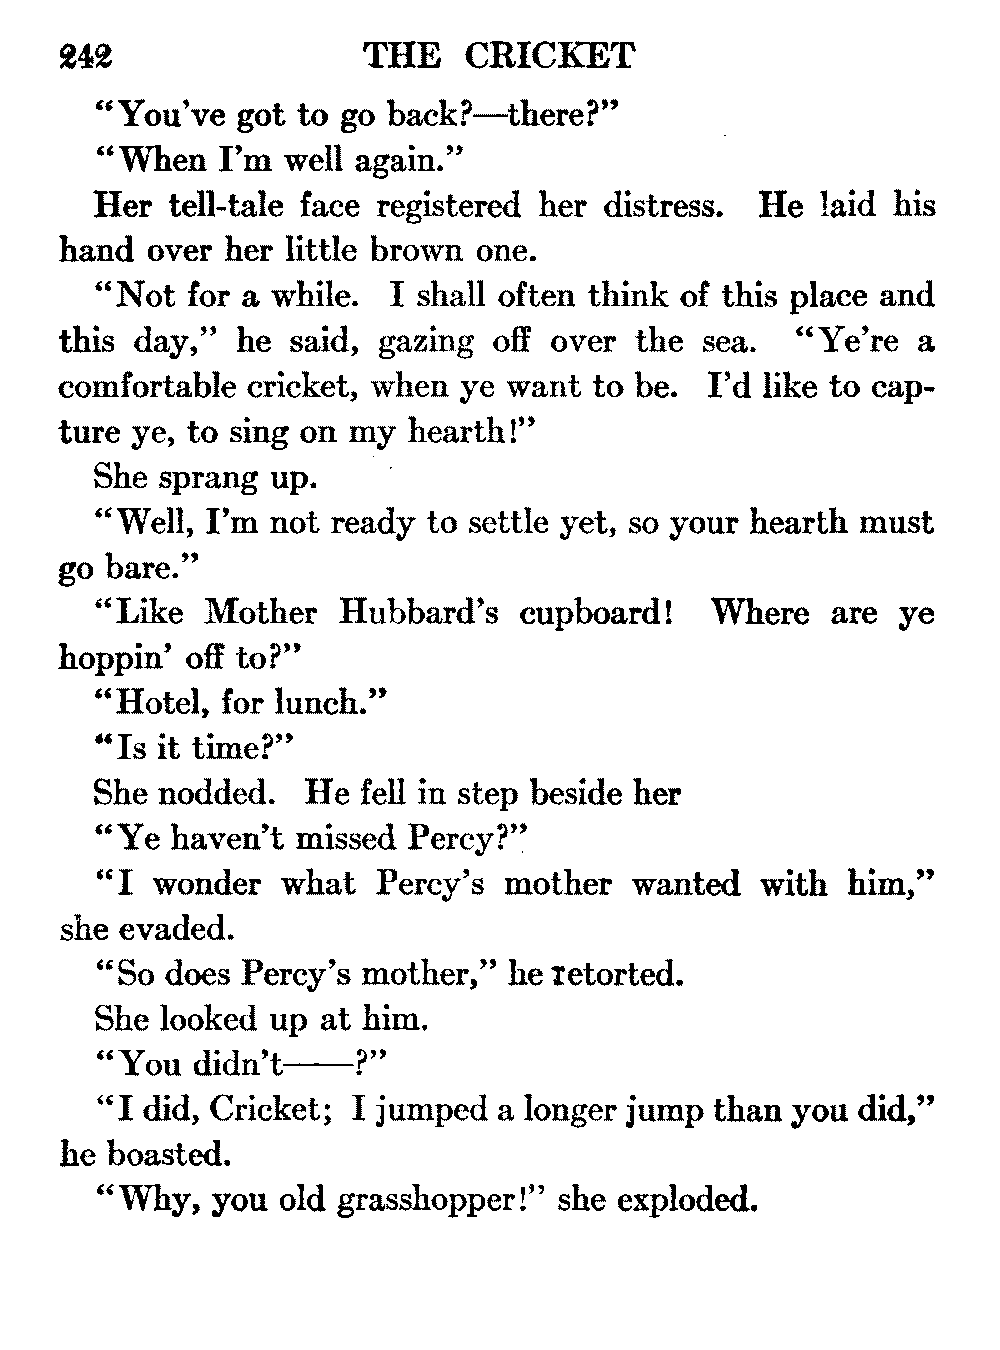 242 THE CRICKET
"You've got to go back?—there?"
"When I'm well again."
Her tell-tale face registered her distress. He laid his
hand over her little brown one.
"Not for a while. I shall often think of this place and
this day," he said, gazing off over the sea. "Ye're a
comfortable cricket, when ye want to be. I'd like to cap-
ture ye, to sing on my hearth!"
She sprang up.
"Well, I'm not ready to settle yet, so your hearth must
go bare."
"Like Mother Hubbard's cupboard! Where are ye
hoppin' off to?"
"Hotel, for lunch."
"Is it time?"
She nodded. He fell in step beside her
"Ye haven't missed Percy?"
"I wonder what Percy's mother wanted with him,"
she evaded.
"So does Percy's mother," he retorted.
She looked up at him.
"You didn't——?"
"I did, Cricket; I jumped a longer jump than you did,"
he boasted.
"Why, you old grasshopper!" she exploded.